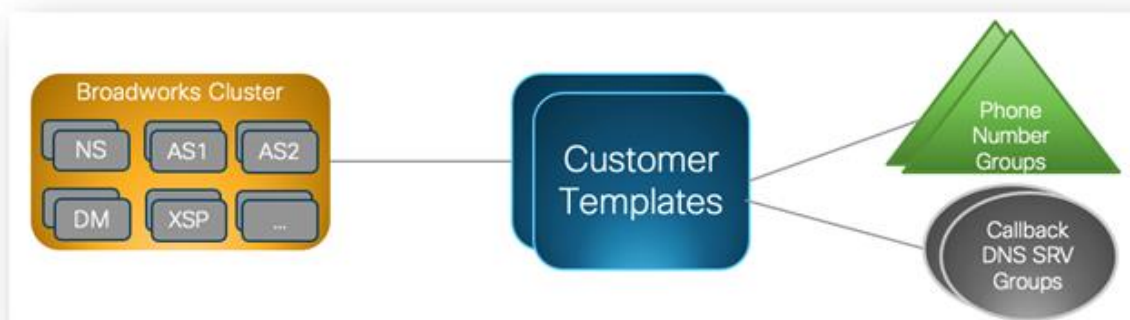 Broadworks Cluster
NS
AS1
AS2
DM
XSP
...
Customer
Templates
Phone
Number
Groups
Callback
DNS SRV
Groups